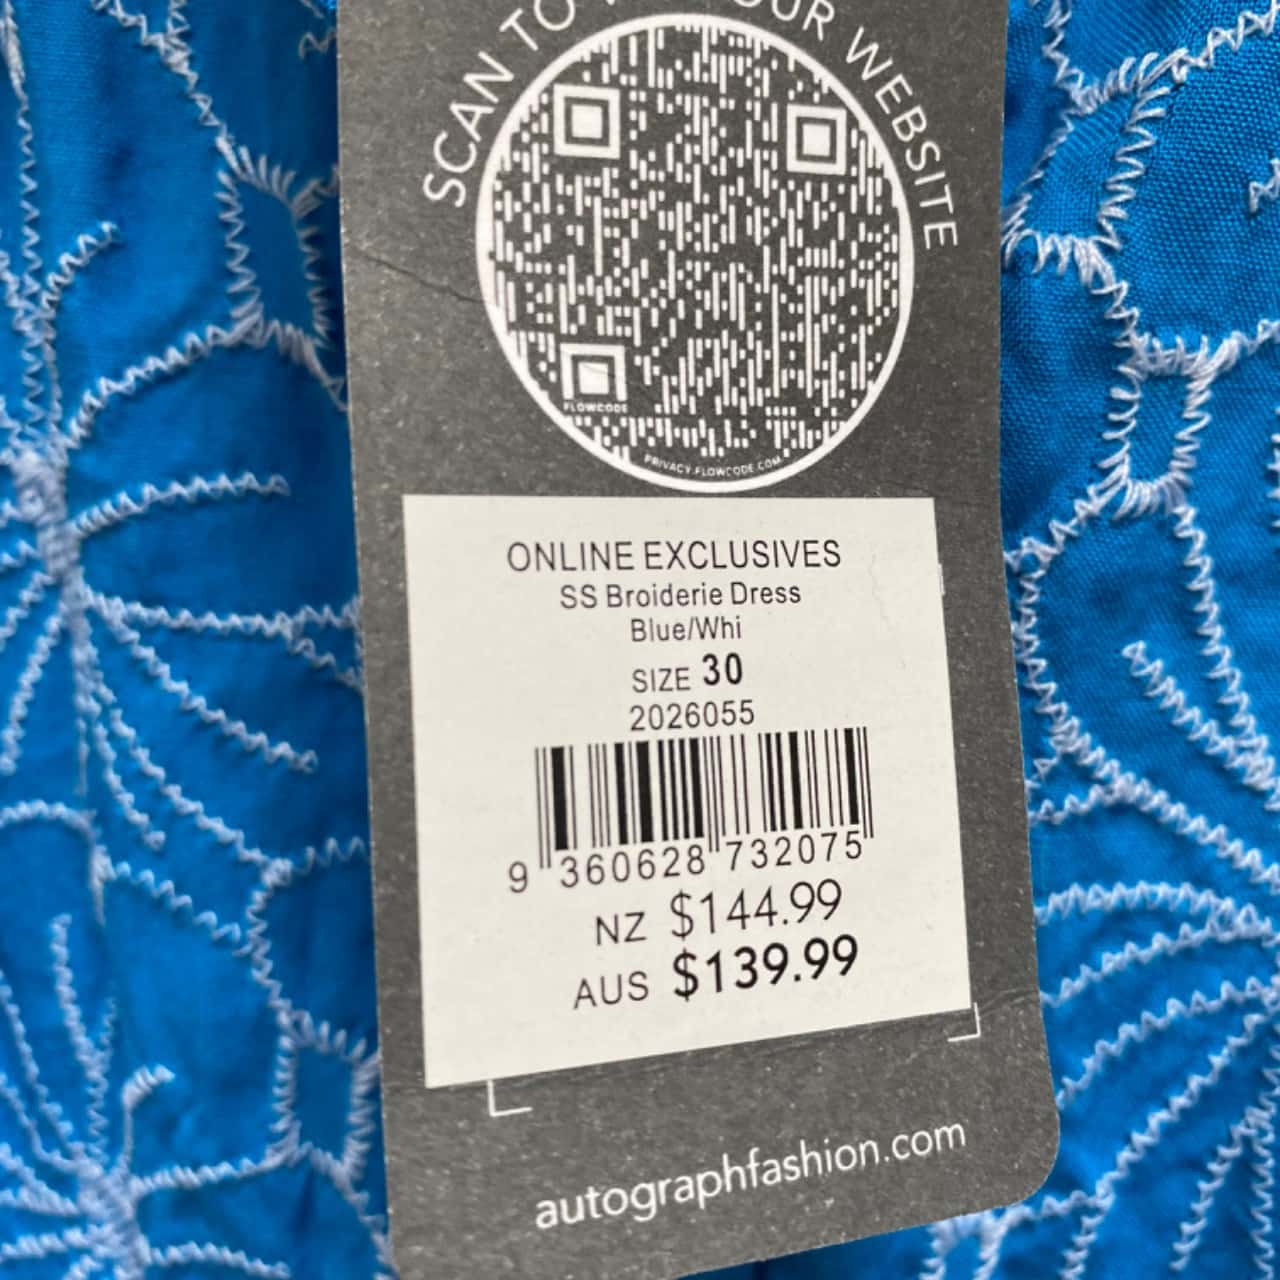 SCAN TO OUR WEBSITE
FLOWCODE
PRIVACY.FLOWCODE.COM
ONLINE EXCLUSIVES
SS Broiderie Dress
Blue/Whi
SIZE 30
2026055
9 360628 732075
NZ $144.99
AUS $139.99
autographfashion.com